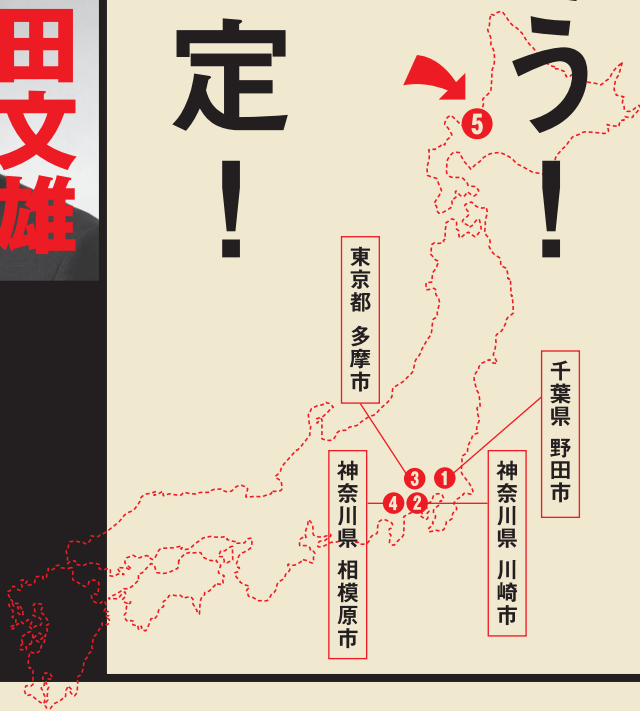 う！
定！
田文雄
5
東京都 多摩市
千葉県 野田市
3
1
4
2
神奈川県 相模原市
神奈川県 川崎市